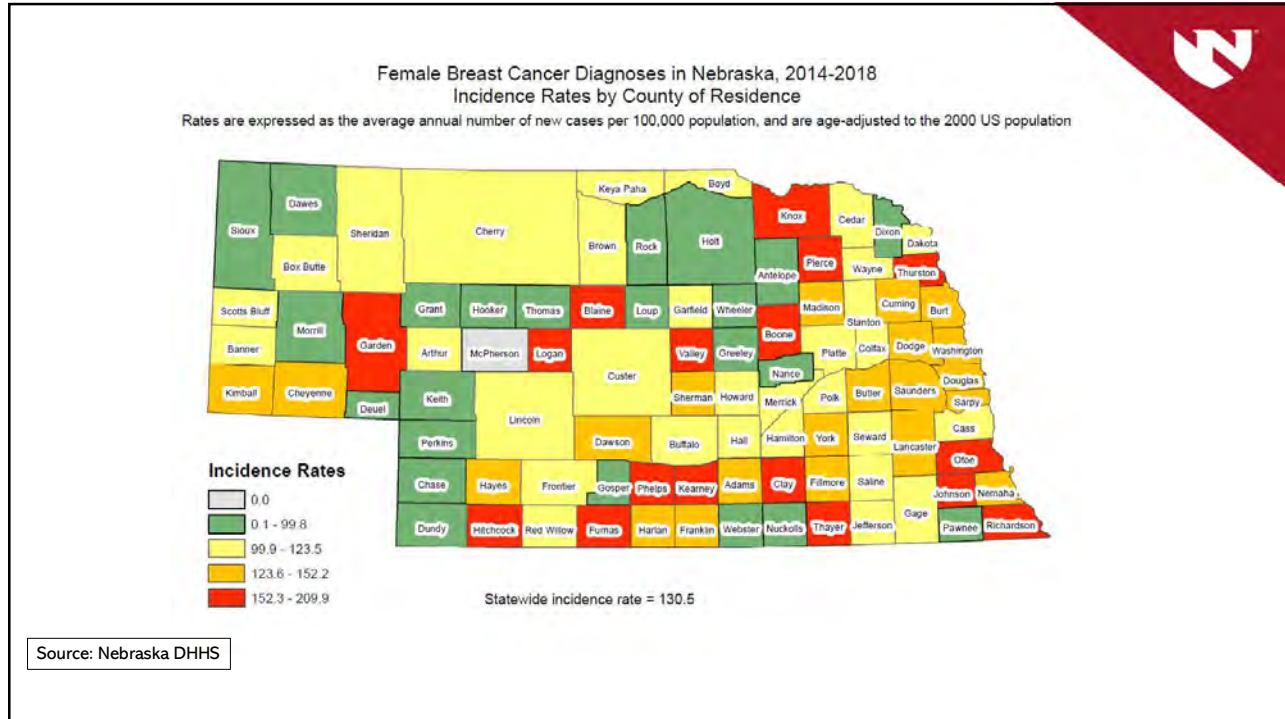 Female Breast Cancer Diagnoses in Nebraska, 2014-2018
Incidence Rates by County of Residence
Rates are expressed as the average annual number of new cases per 100,000 population, and are age-adjusted to the 2000 US population
Sioux
Dawes
Box Butte
Sheridan
Cherry
Keya Paha
Boyd
Brown
Rock
Holt
Knox
Cedar
Dixon
Dakota
Antelope
Pierce
Wayne
Thurston
Scotts Bluff
Banner
Kimball
Morrill
Cheyenne
Garden
Deuel
Grant
Hooker
Thomas
Blaine
Loup
Garfield
Wheeler
Arthur
McPherson
Logan
Custer
Valley
Greeley
Boone
Nance
Madison
Stanton
Cuming
Burt
Platte
Colfax
Dodge
Washington
Keith
Perkins
Lincoln
Sherman
Howard
Merrick
Polk
Butler
Saunders
Douglas
Sarpy
Dawson
Buffalo
Hall
Hamilton
York
Seward
Lancaster
Cass
Otoe
Chase
Hayes
Frontier
Gosper
Phelps
Kearney
Adams
Clay
Fillmore
Saline
Johnson
Nemaha
Dundy
Hitchcock
Red Willow
Furnas
Harlan
Franklin
Webster
Nuckolls
Thayer
Jefferson
Gage
Pawnee
Richardson
Incidence Rates
0.0
0.1 - 99.8
99.9 - 123.5
123.6 - 152.2
152.3 - 209.9
Statewide incidence rate = 130.5
Source: Nebraska DHHS
N